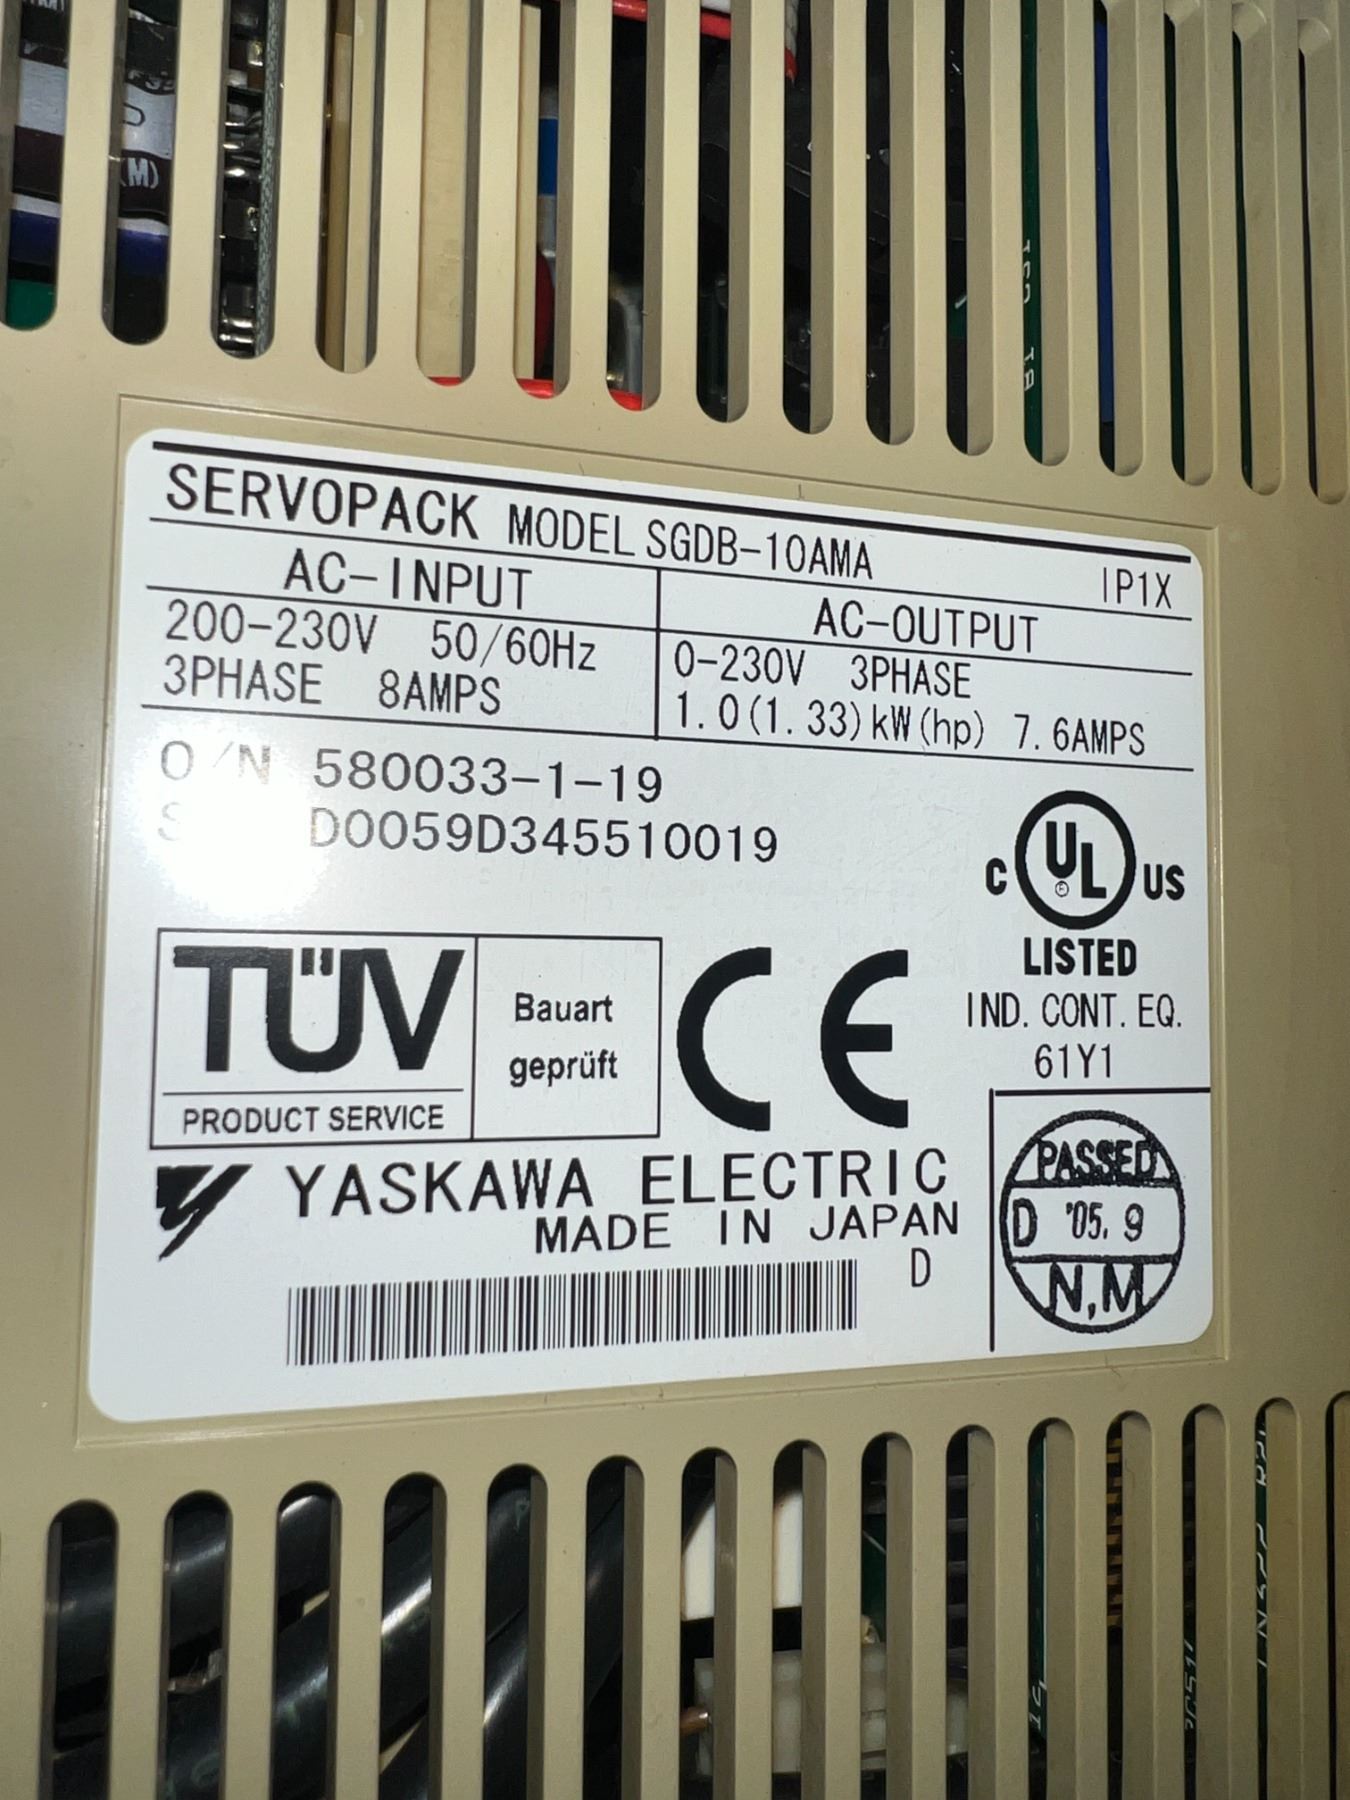 (M)
SERVOPACK MODEL SGDB-10AMA IP1X
AC-INPUT
200-230V 50/60Hz
3PHASE 8AMPS
AC-OUTPUT
0-230V 3PHASE
1.0(1.33)kW(hp) 7.6AMPS
O/N 580033-1-19
S D0059D345510019
C UL US
®
LISTED
IND. CONT. EQ.
61Y1
TÜV
PRODUCT SERVICE
Bauart
geprüft
CE
YASKAWA ELECTRIC
MADE IN JAPAN
D
PASSED
D '05. 9
N,M